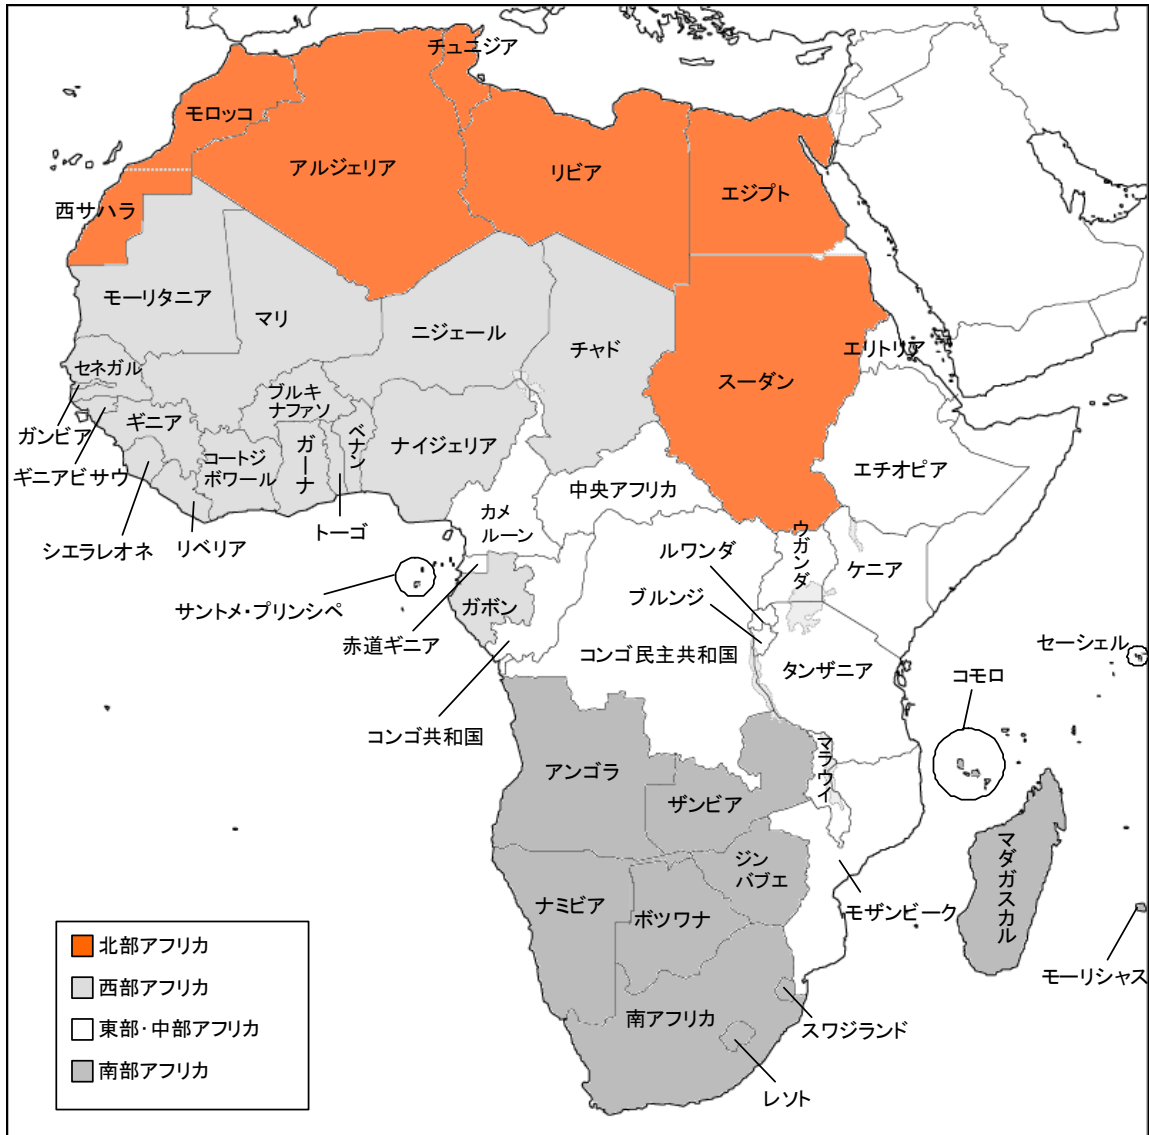 チュニジア
モロッコ
アルジェリア
リビア
エジプト
西サハラ
モーリタニア
マリ
ニジェール
チャド
スーダン
エリトリア
セネガル
ガンビア
ギニアビサウ
ギニア
ブルキ
ナファソ
コートジ
ボワール
ガーナ
ベナン
ナイジェリア
エチオピア
中央アフリカ
カメ
ルーン
シエラレオネ
リベリア
トーゴ
ウガンダ
ケニア
ルワンダ
ブルンジ
サントメ・プリンシペ
ガボン
赤道ギニア
コンゴ民主共和国
タンザニア
セーシェル
コモロ
コンゴ共和国
アンゴラ
ザンビア
マラウイ
マダガスカル
ジン
バブエ
ナミビア
ボツワナ
モザンビーク
モーリシャス
南アフリカ
スワジランド
レソト
北部アフリカ
西部アフリカ
東部・中部アフリカ
南部アフリカ